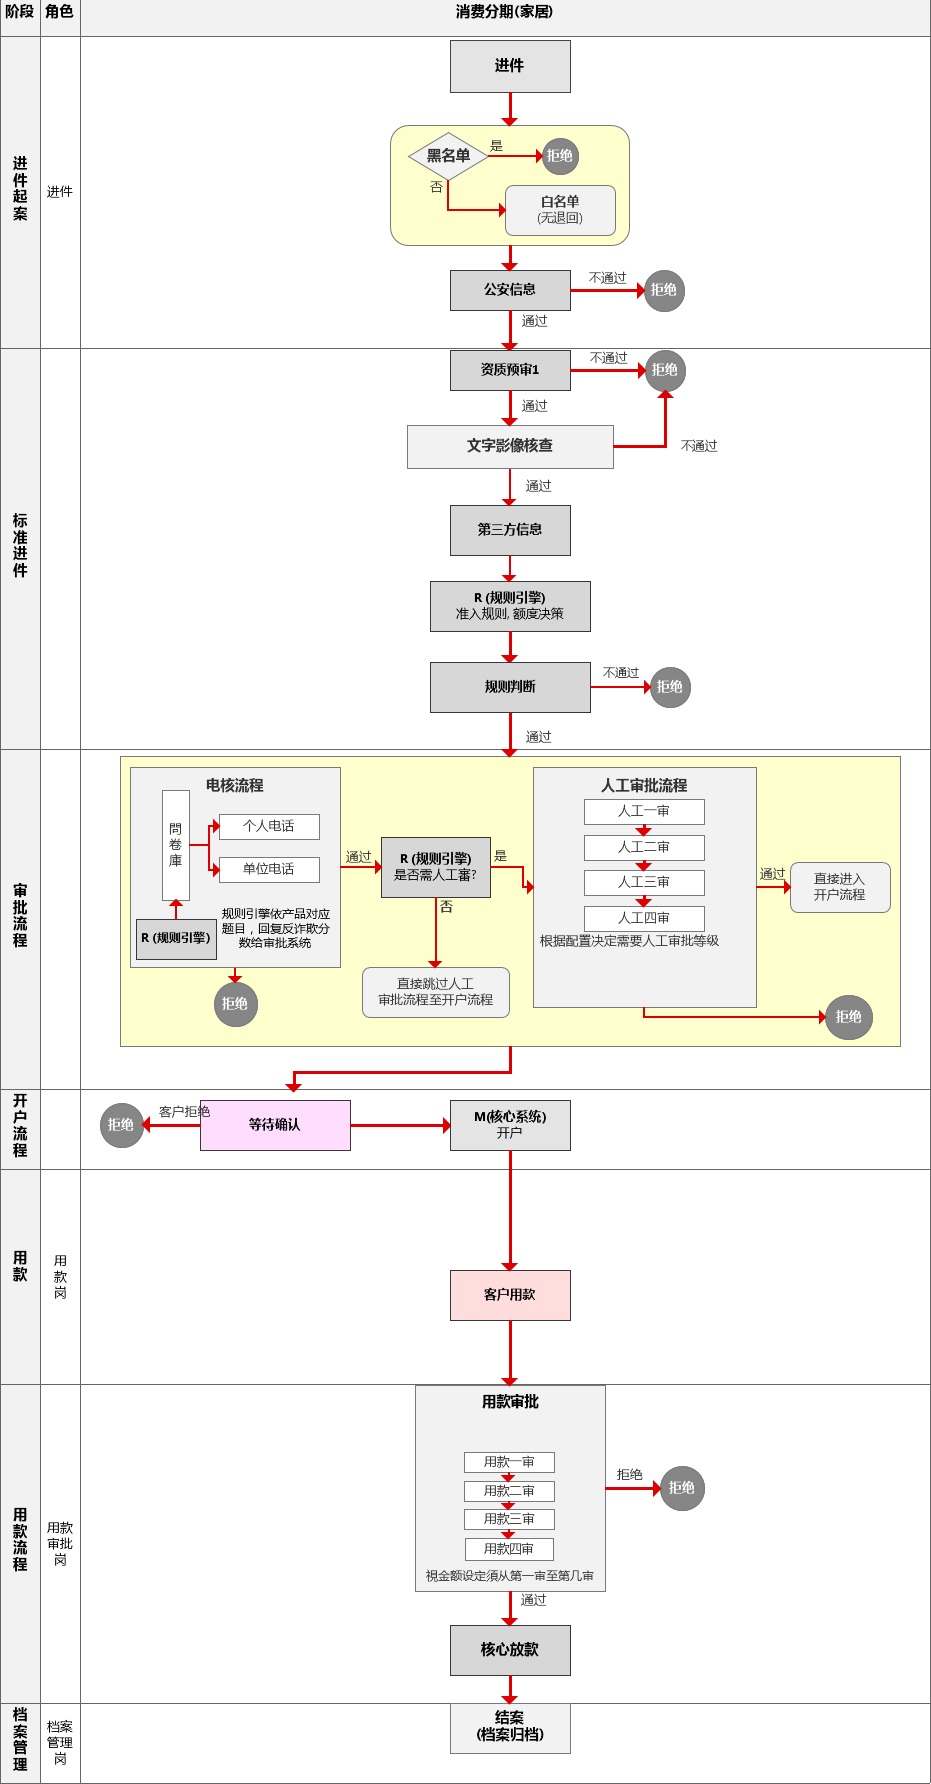 阶段 角色 消费分期(家居)
进件起案
进件
进件
黑名单
是
拒绝
否
白名单
(无退回)
公安信息
不通过
拒绝
通过
标准进件
资质预审1
不通过
拒绝
通过
文字影像核查
不通过
通过
第三方信息
R (规则引擎)
准入规则, 额度决策
规则判断
不通过
拒绝
通过
审批流程
电核流程
問卷庫
个人电话
单位电话
R (规则引擎)
规则引擎依产品对应
题目，回复反诈欺分
数给审批系统
拒绝
通过
R (规则引擎)
是否需人工審?
是
否
直接跳过人工
审批流程至开户流程
人工审批流程
人工一审
人工二审
人工三审
人工四审
根据配置决定需要人工审批等级
通过
直接进入
开户流程
拒绝
开户流程
拒绝
客户拒绝
等待确认
M(核心系统)
开户
用款
用款岗
客户用款
用款流程
用款
审批
岗
用款审批
用款一审
用款二审
用款三审
用款四审
視金额设定須从第一审至第几审
拒绝
拒绝
通过
核心放款
档案管理
档案
管理
岗
结案
(档案归档)